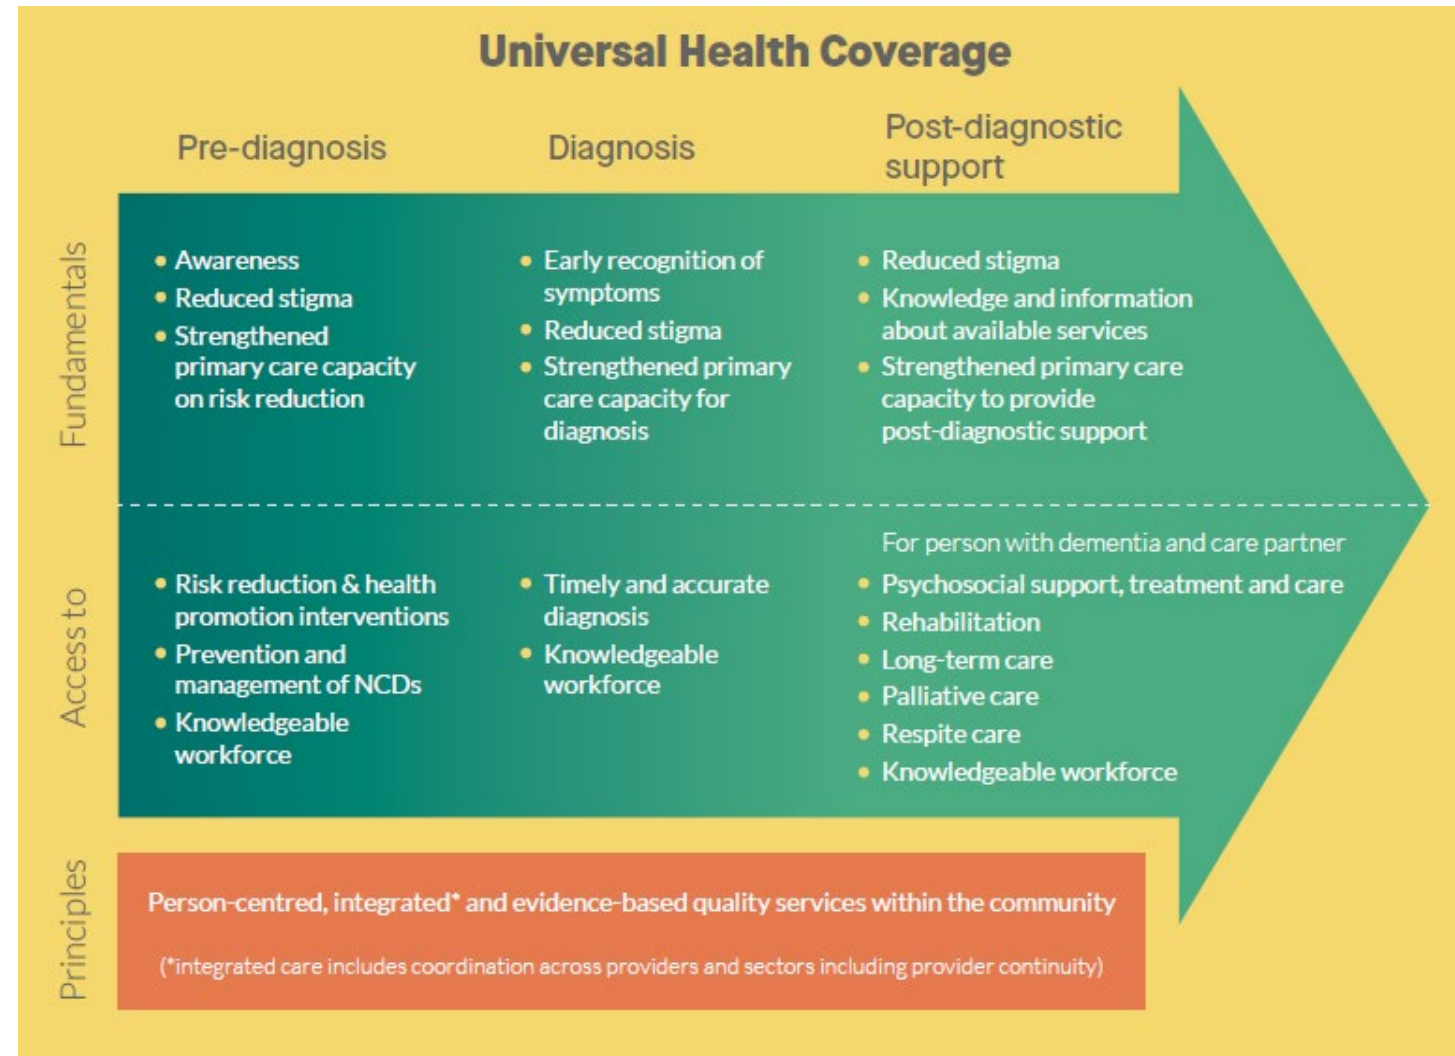 Universal Health Coverage
Pre-diagnosis
Diagnosis
Post-diagnostic
support
Fundamentals
• Awareness
• Reduced stigma
• Strengthened
primary care capacity
on risk reduction
• Early recognition of
symptoms
• Reduced stigma
• Strengthened primary
care capacity for
diagnosis
• Reduced stigma
• Knowledge and information
about available services
• Strengthened primary care
capacity to provide
post-diagnostic support
Access to
• Risk reduction & health
promotion interventions
• Prevention and
management of NCDs
• Knowledgeable
workforce
• Timely and accurate
diagnosis
• Knowledgeable
workforce
For person with dementia and care partner
• Psychosocial support, treatment and care
• Rehabilitation
• Long-term care
• Palliative care
• Respite care
• Knowledgeable workforce
Principles
Person-centred, integrated* and evidence-based quality services within the community
(*integrated care includes coordination across providers and sectors including provider continuity)